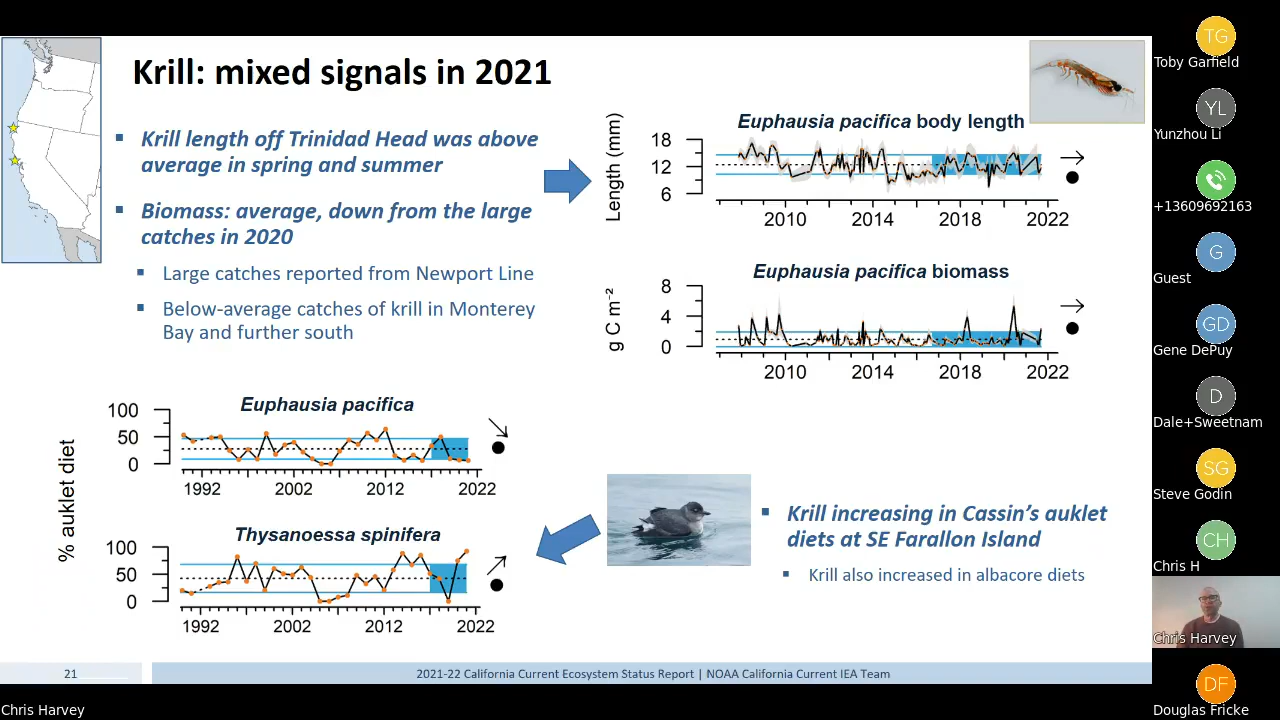 Krill: mixed signals in 2021
▪ Krill length off Trinidad Head was above
average in spring and summer
▪ Biomass: average, down from the large
catches in 2020
▪ Large catches reported from Newport Line
▪ Below-average catches of krill in Monterey
Bay and further south
Euphausia pacifica body length
Length (mm)
18
12
6
2010 2014 2018 2022
Euphausia pacifica biomass
g C m⁻²
8
4
0
2010 2014 2018 2022
% auklet diet
Euphausia pacifica
100
50
0
1992 2002 2012 2022
Thysanoessa spinifera
100
50
0
1992 2002 2012 2022
▪ Krill increasing in Cassin's auklet
diets at SE Farallon Island
▪ Krill also increased in albacore diets
21
2021-22 California Current Ecosystem Status Report | NOAA California Current IEA Team
Chris Harvey
TG
Toby Garfield
YL
Yunzhou Li
+13609692163
G
Guest
GD
Gene DePuy
D
Dale+Sweetnam
SG
Steve Godin
CH
Chris H
Chris Harvey
DF
Douglas Fricke